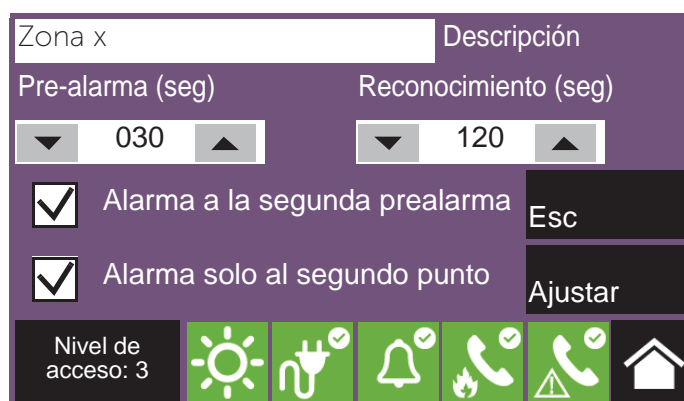 Zona x Descripción
Pre-alarma (seg) Reconocimiento (seg)
030 120
Alarma a la segunda prealarma
Esc
Alarma solo al segundo punto
Ajustar
Nivel de
acceso: 3